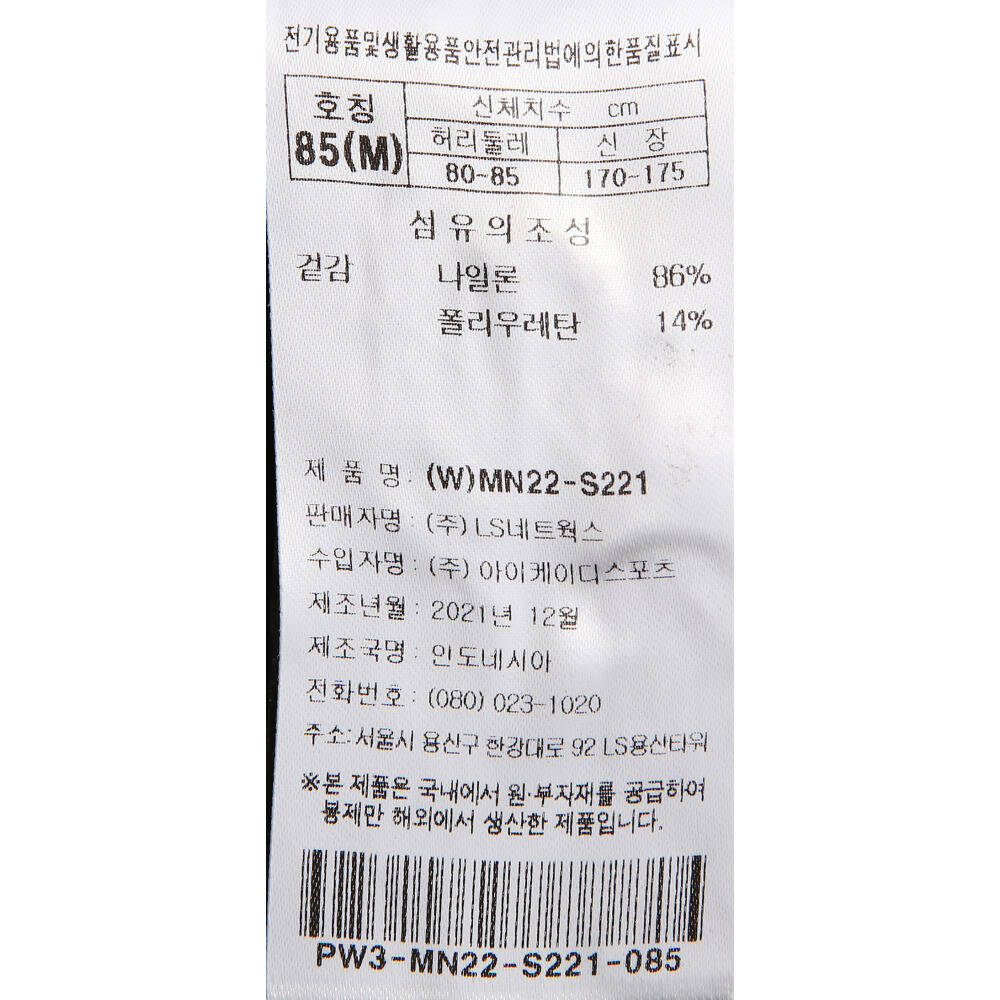 전기용품및생활용품안전관리법에의한품질표시
호칭 신체치수 cm
85(M) 허리둘레 신 장
80-85 170-175
섬유의조성
겉감 나일론 86%
폴리우레탄 14%
제 품 명 : (W)MN22-S221
판매자명 : (주)LS네트웍스
수입자명 : (주)아이케이디스포츠
제조년월 : 2021년 12월
제조국명 : 인도네시아
전화번호 : (080) 023-1020
주소:서울시 용산구 한강대로 92 LS용산타워
※본 제품은 국내에서 원·부자재를 공급하여
봉제만 해외에서 생산한 제품입니다.
PW3-MN22-S221-085